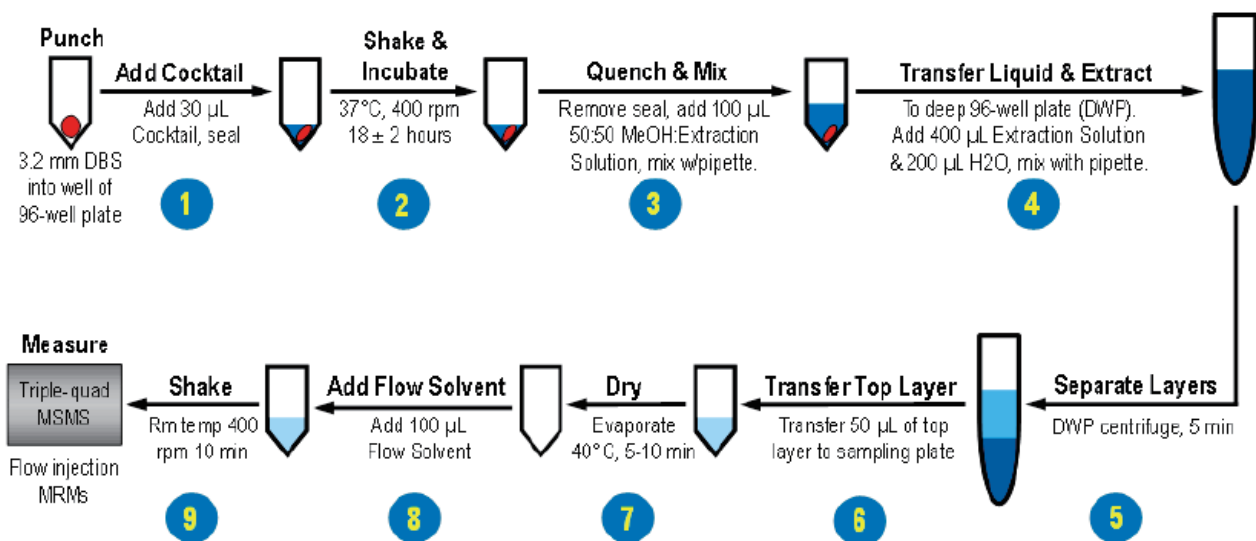 Punch
3.2 mm DBS
into well of
96-well plate
Add Cocktail
Add 30 µL
Cocktail, seal
1
Shake &
Incubate
37°C, 400 rpm
18 ± 2 hours
2
Quench & Mix
Remove seal, add 100 µL
50:50 MeOH:Extraction
Solution, mix w/pipette.
3
Transfer Liquid & Extract
To deep 96-well plate (DWP).
Add 400 µL Extraction Solution
& 200 µL H2O, mix with pipette.
4
Separate Layers
DWP centrifuge, 5 min
5
Transfer Top Layer
Transfer 50 µL of top
layer to sampling plate
6
Dry
Evaporate
40°C, 5-10 min
7
Add Flow Solvent
Add 100 µL
Flow Solvent
8
Shake
Rm temp 400
rpm 10 min
9
Measure
Triple-quad
MSMS
Flow injection
MRMs